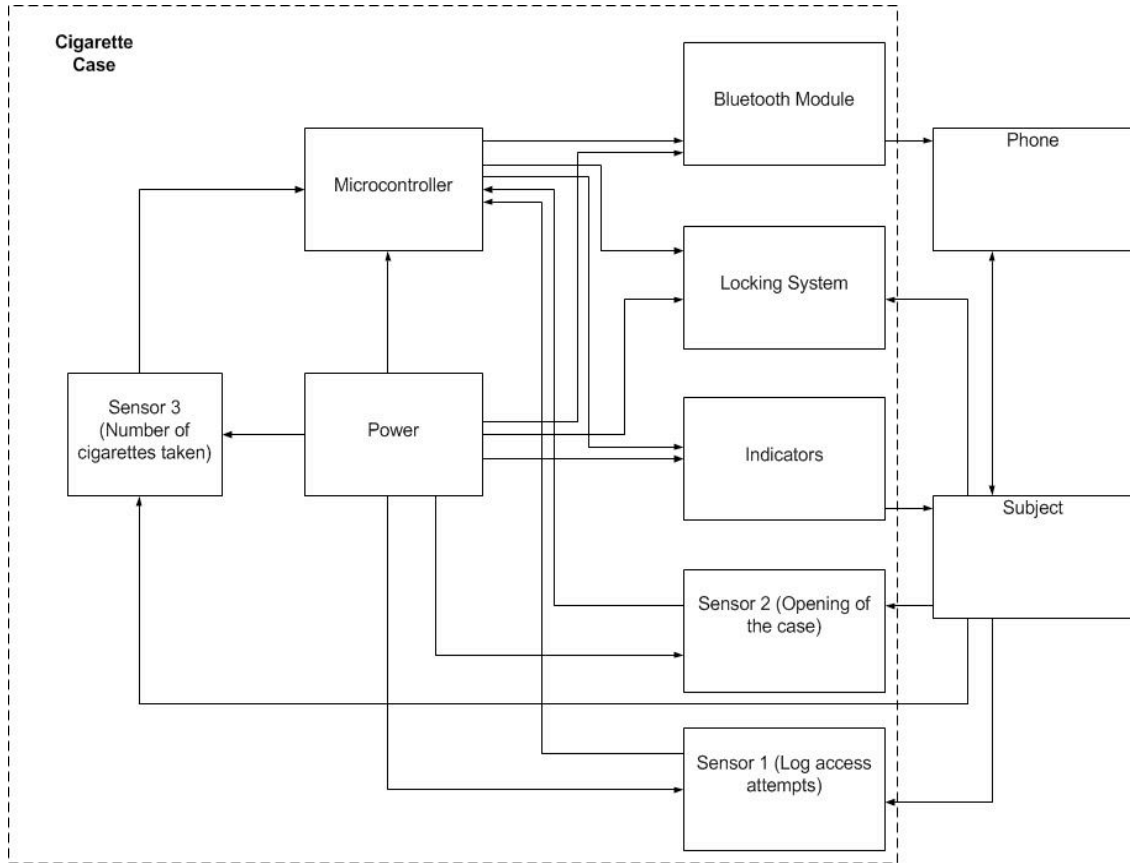 Cigarette
Case
Bluetooth Module
Phone
Microcontroller
Locking System
Sensor 3
(Number of
cigarettes taken)
Power
Indicators
Subject
Sensor 2 (Opening of
the case)
Sensor 1 (Log access
attempts)